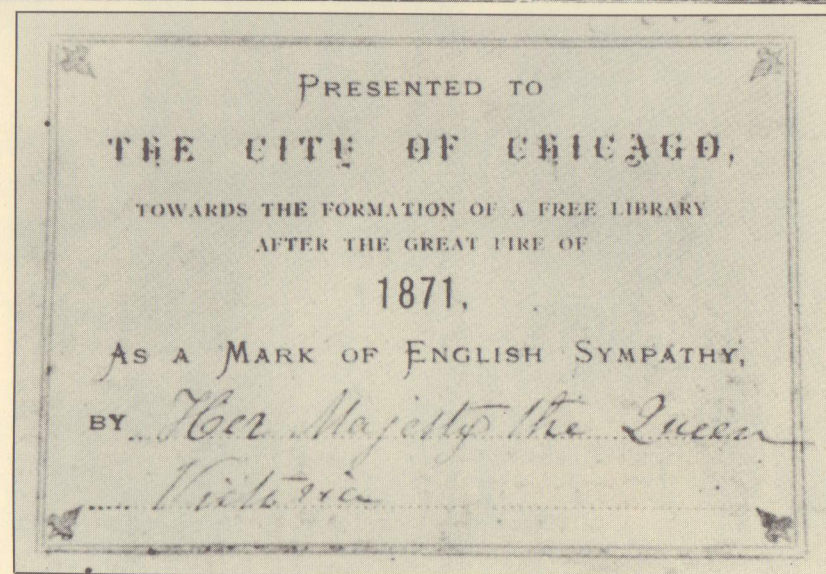 PRESENTED TO
THE CITY OF CHICAGO,
TOWARDS THE FORMATION OF A FREE LIBRARY
AFTER THE GREAT FIRE OF
1871,
AS A MARK OF ENGLISH SYMPATHY,
BY Her Majesty the Queen
Victoria